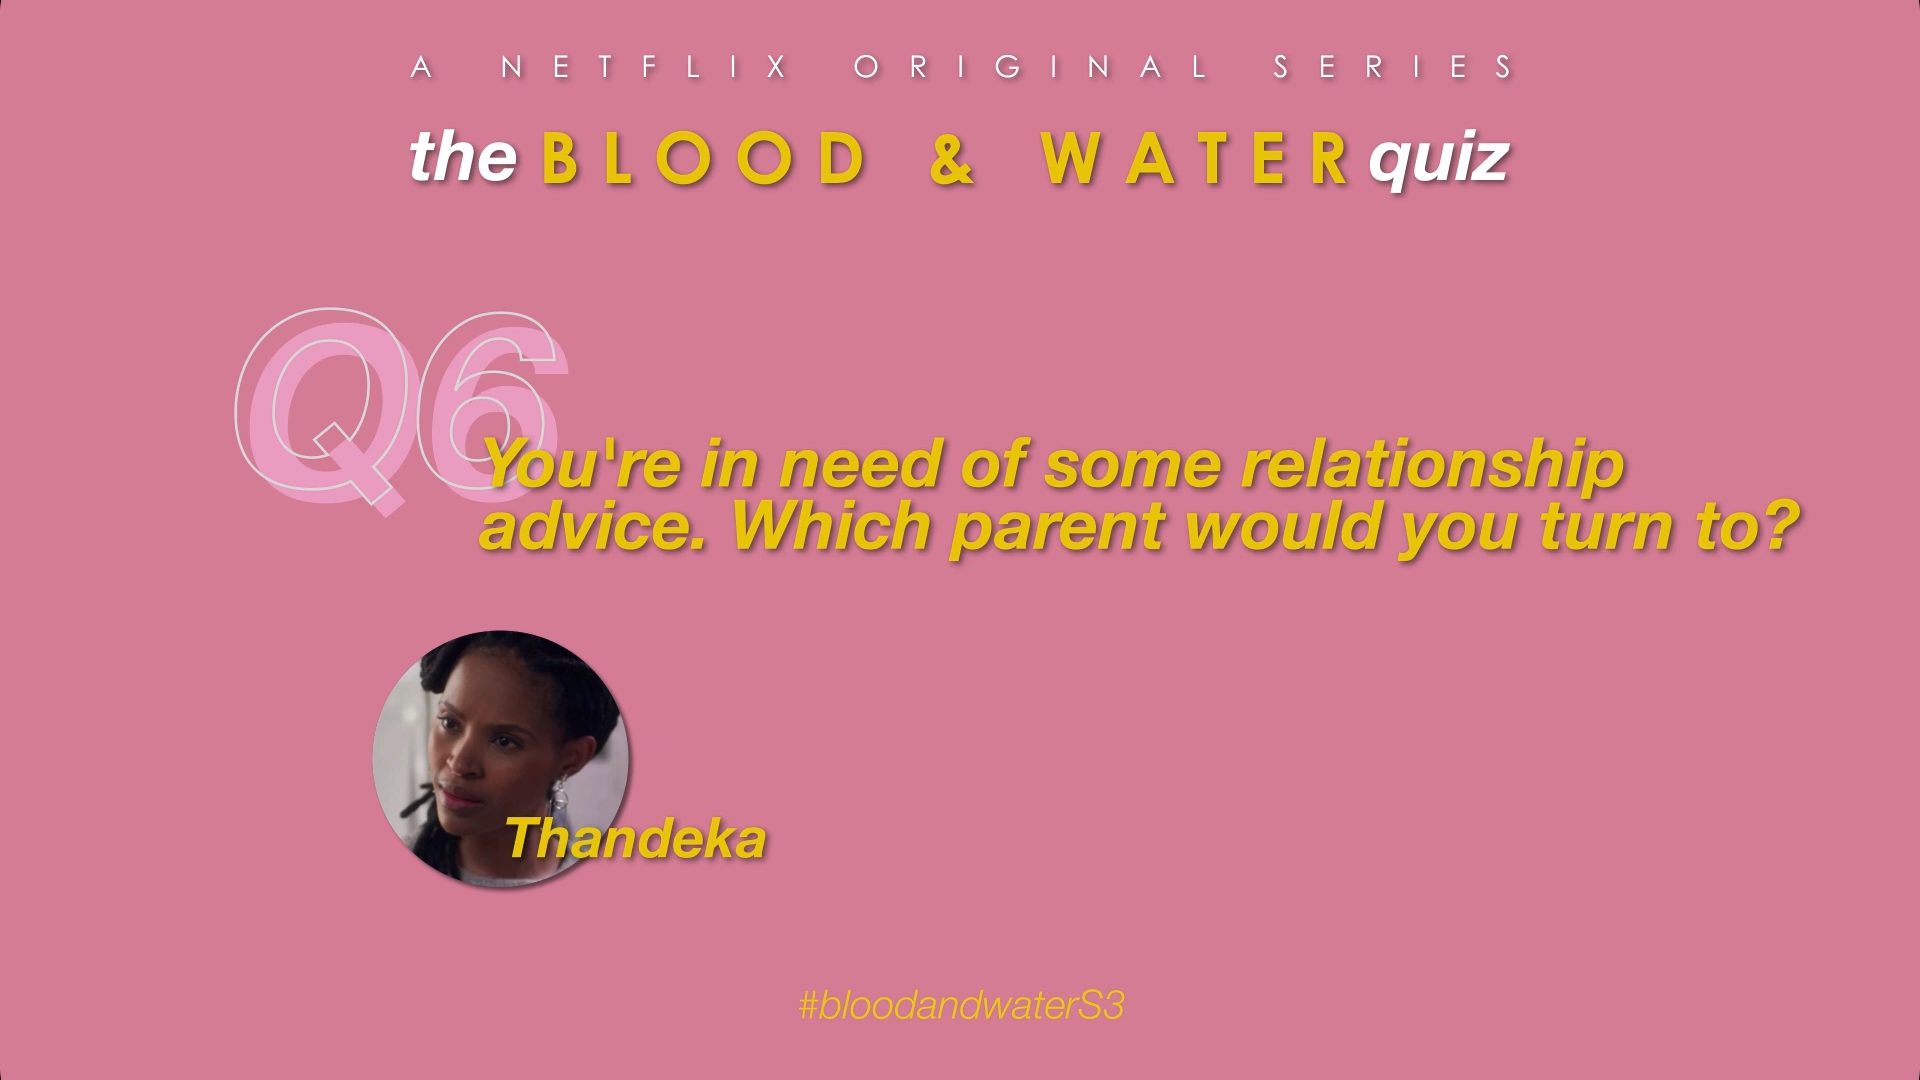 A NETFLIX ORIGINAL SERIES
the BLOOD & WATER quiz
Q6
You're in need of some relationship
advice. Which parent would you turn to?
Thandeka
#bloodandwaterS3